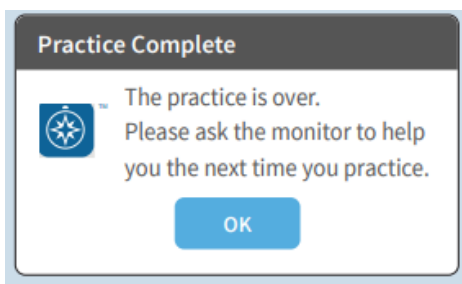 Practice Complete
™
The practice is over.
Please ask the monitor to help
you the next time you practice.
OK